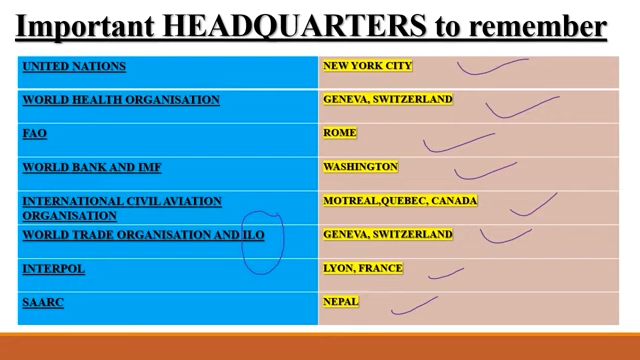 Important HEADQUARTERS to remember
UNITED NATIONS
NEW YORK CITY
WORLD HEALTH ORGANISATION
GENEVA, SWITZERLAND
FAO
ROME
WORLD BANK AND IMF
WASHINGTON
INTERNATIONAL CIVIL AVIATION
ORGANISATION
MOTREAL,QUEBEC, CANADA
WORLD TRADE ORGANISATION AND ILO
GENEVA, SWITZERLAND
INTERPOL
LYON, FRANCE
SAARC
NEPAL